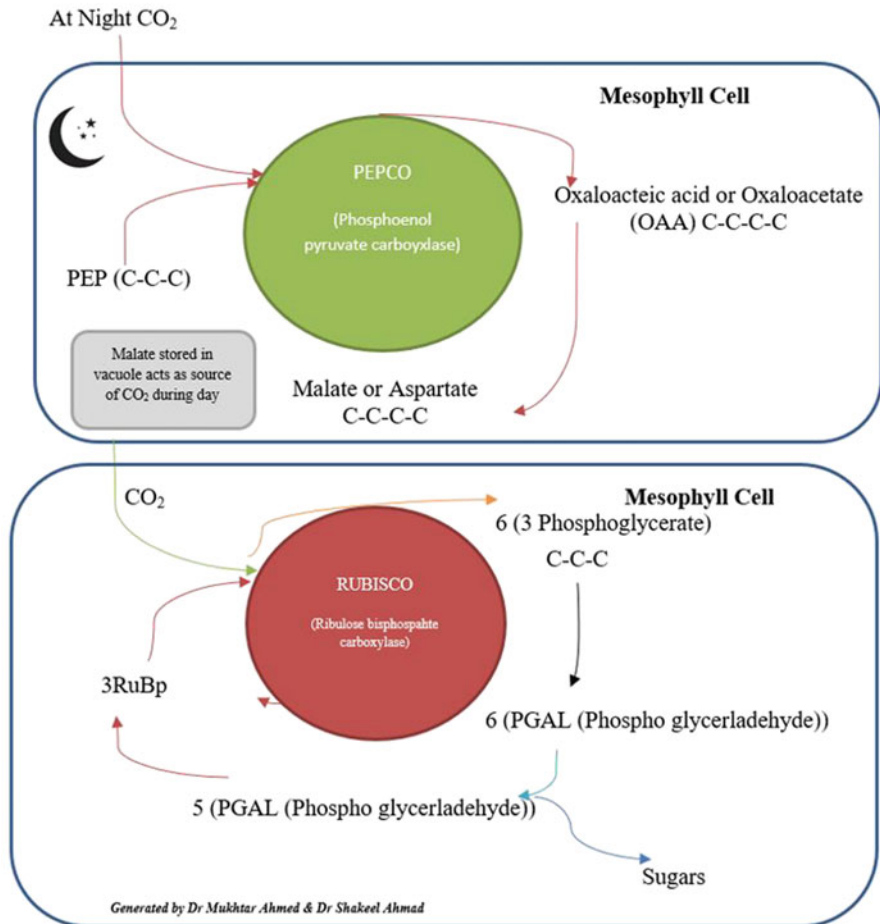 At Night CO₂
Mesophyll Cell
PEPCO
(Phosphoenol
pyruvate carboyxlase)
Oxaloacteic acid or Oxaloacetate
(OAA) C-C-C-C
PEP (C-C-C)
Malate stored in
vacuole acts as source
of CO₂ during day
Malate or Aspartate
C-C-C-C
CO₂
Mesophyll Cell
6 (3 Phosphoglycerate)
C-C-C
RUBISCO
(Ribulose bisphospahte
carboxylase)
3RuBp
6 (PGAL (Phospho glycerladehyde))
5 (PGAL (Phospho glycerladehyde))
Sugars
Generated by Dr Mukhtar Ahmed & Dr Shakeel Ahmad